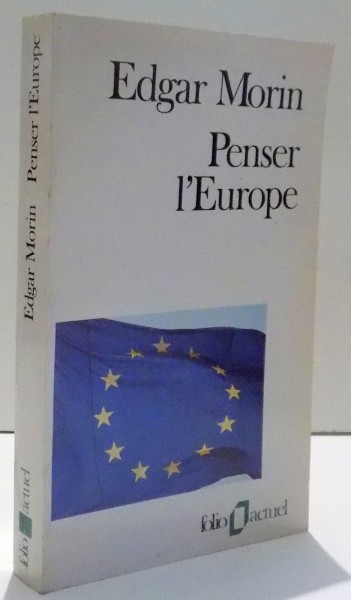 Edgar Morin
Penser
l'Europe
folio actuel
Edgar Morin Penser l'Europe
folio actuel